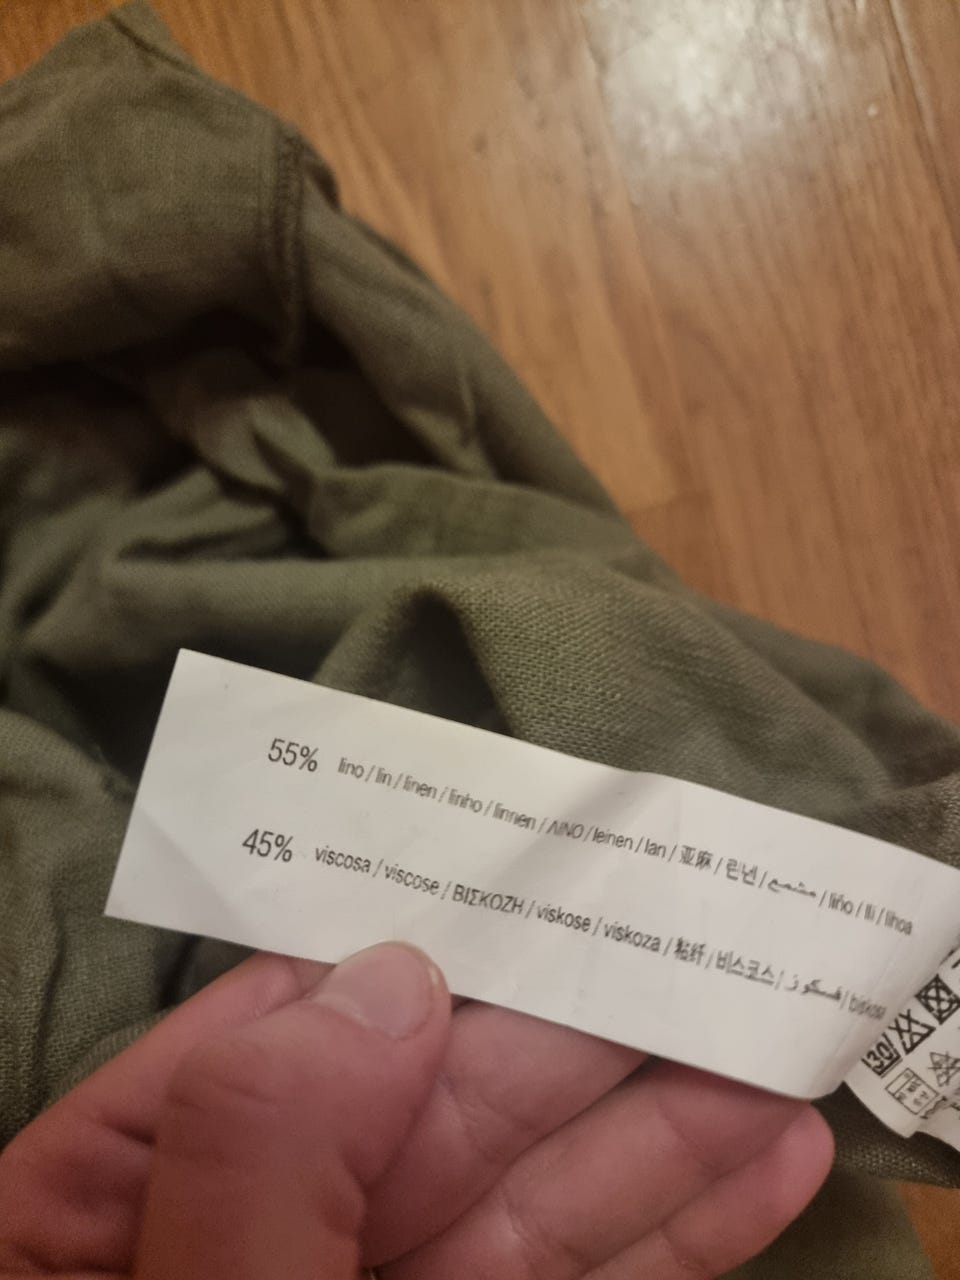 55% lino / lin / linen / linho / linnen / ΛΙΝΟ / leinen / lan / 亚麻 / 린넨 / مشمع / liño / lli / lihoa
45% viscosa / viscose / ΒΙΣΚΟΖΗ / viskose / viskoza / 粘纤 / 비스코스 / فسكوز / biskosa
30